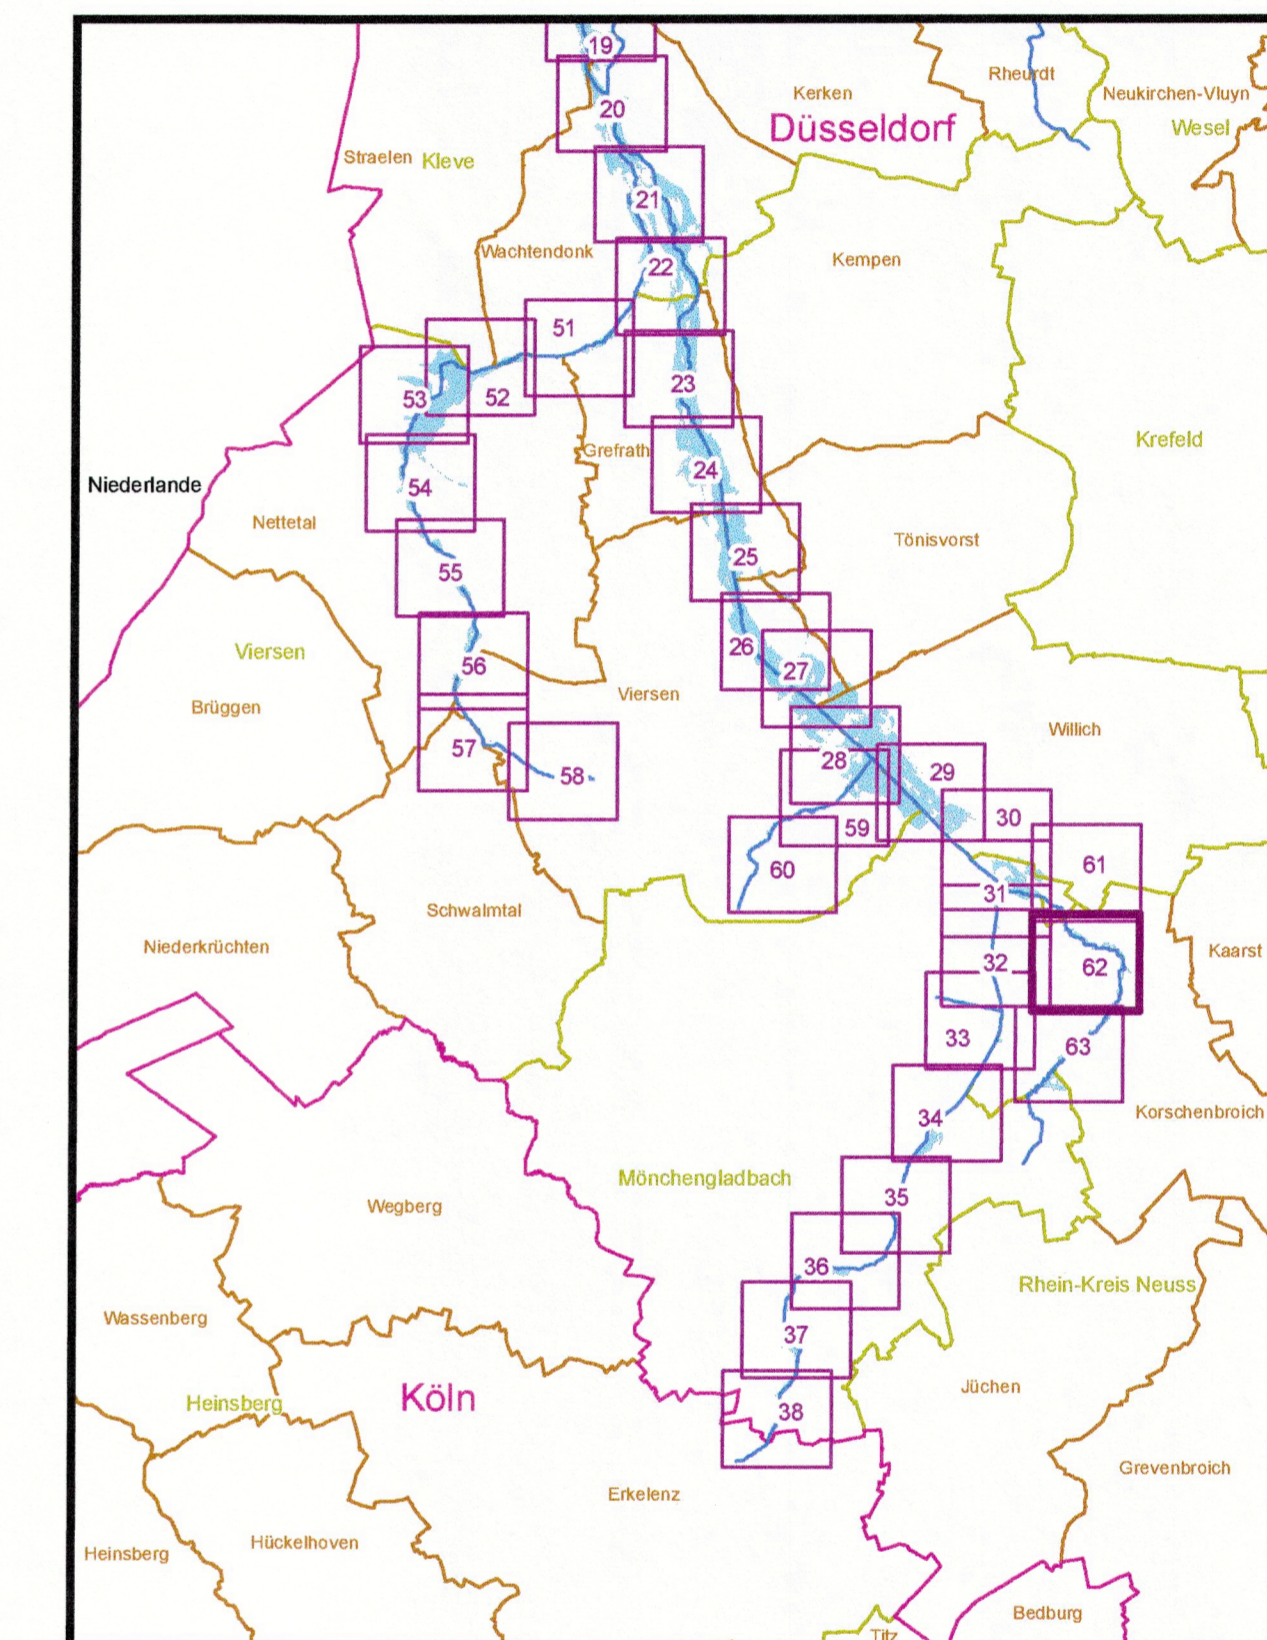 19
Rheurdt
Kerken
Neukirchen-Vluyn
20
Düsseldorf
Wesel
Straelen
Kleve
21
Wachtendonk
22
Kempen
51
53
52
23
Krefeld
Grefrath
24
Niederlande
54
Nettetal
Tönisvorst
25
55
Viersen
26
56
27
Viersen
Brüggen
Willich
57
28
29
58
30
59
61
60
31
Schwalmtal
Niederkrüchten
Kaarst
32
62
33
63
Korschenbroich
34
Mönchengladbach
35
Wegberg
36
Rhein-Kreis Neuss
Wassenberg
37
Jüchen
Köln
Heinsberg
38
Grevenbroich
Erkelenz
Hückelhoven
Heinsberg
Bedburg
Titz